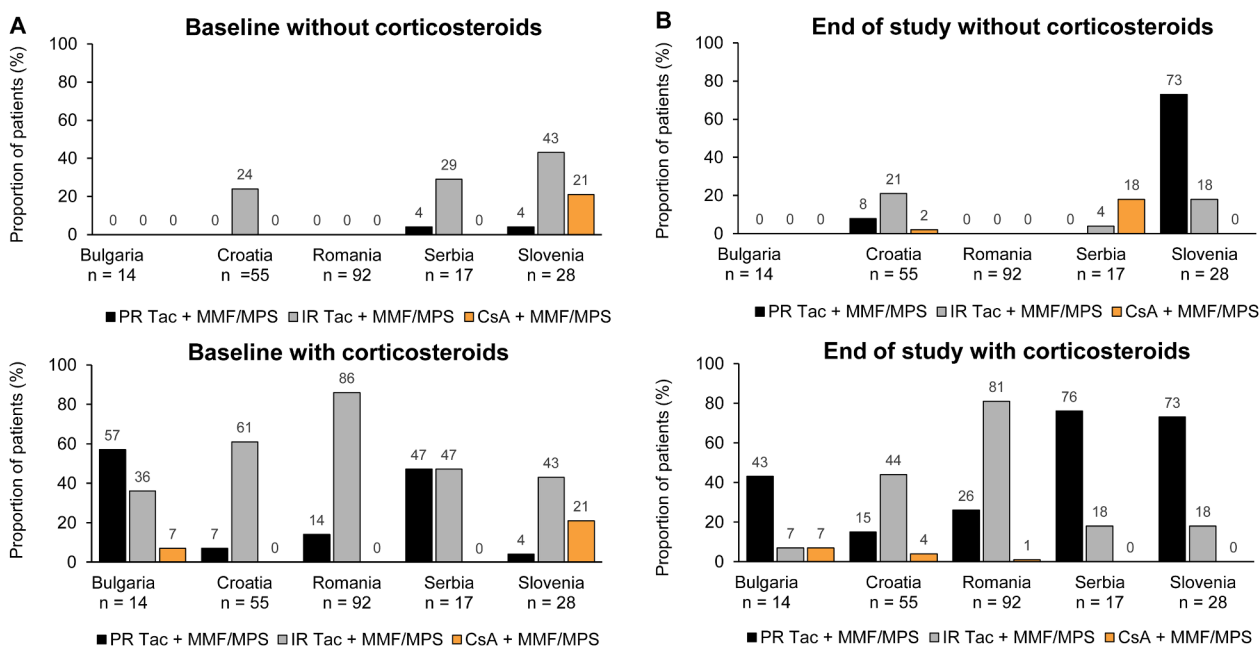 A
Baseline without corticosteroids
Proportion of patients (%)
100
80
60
40
20
0
0 0 0 0 24 0 0 0 0 4 29 0 4 43 21
Bulgaria Croatia Romania Serbia Slovenia
n = 14 n =55 n = 92 n = 17 n = 28
PR Tac + MMF/MPS IR Tac + MMF/MPS CsA + MMF/MPS
Baseline with corticosteroids
Proportion of patients (%)
100
80
60
40
20
0
57 36 7 7 61 0 14 86 0 47 47 0 4 43 21
Bulgaria Croatia Romania Serbia Slovenia
n = 14 n = 55 n = 92 n = 17 n = 28
PR Tac + MMF/MPS IR Tac + MMF/MPS CsA + MMF/MPS
B
End of study without corticosteroids
Proportion of patients (%)
100
80
60
40
20
0
0 0 0 8 21 2 0 0 0 0 4 18 73 18 0
Bulgaria Croatia Romania Serbia Slovenia
n = 14 n = 55 n = 92 n = 17 n = 28
PR Tac + MMF/MPS IR Tac + MMF/MPS CsA + MMF/MPS
End of study with corticosteroids
Proportion of patients (%)
100
80
60
40
20
0
43 7 7 15 44 4 26 81 1 76 18 0 73 18 0
Bulgaria Croatia Romania Serbia Slovenia
n = 14 n = 55 n = 92 n = 17 n = 28
PR Tac + MMF/MPS IR Tac + MMF/MPS CsA + MMF/MPS